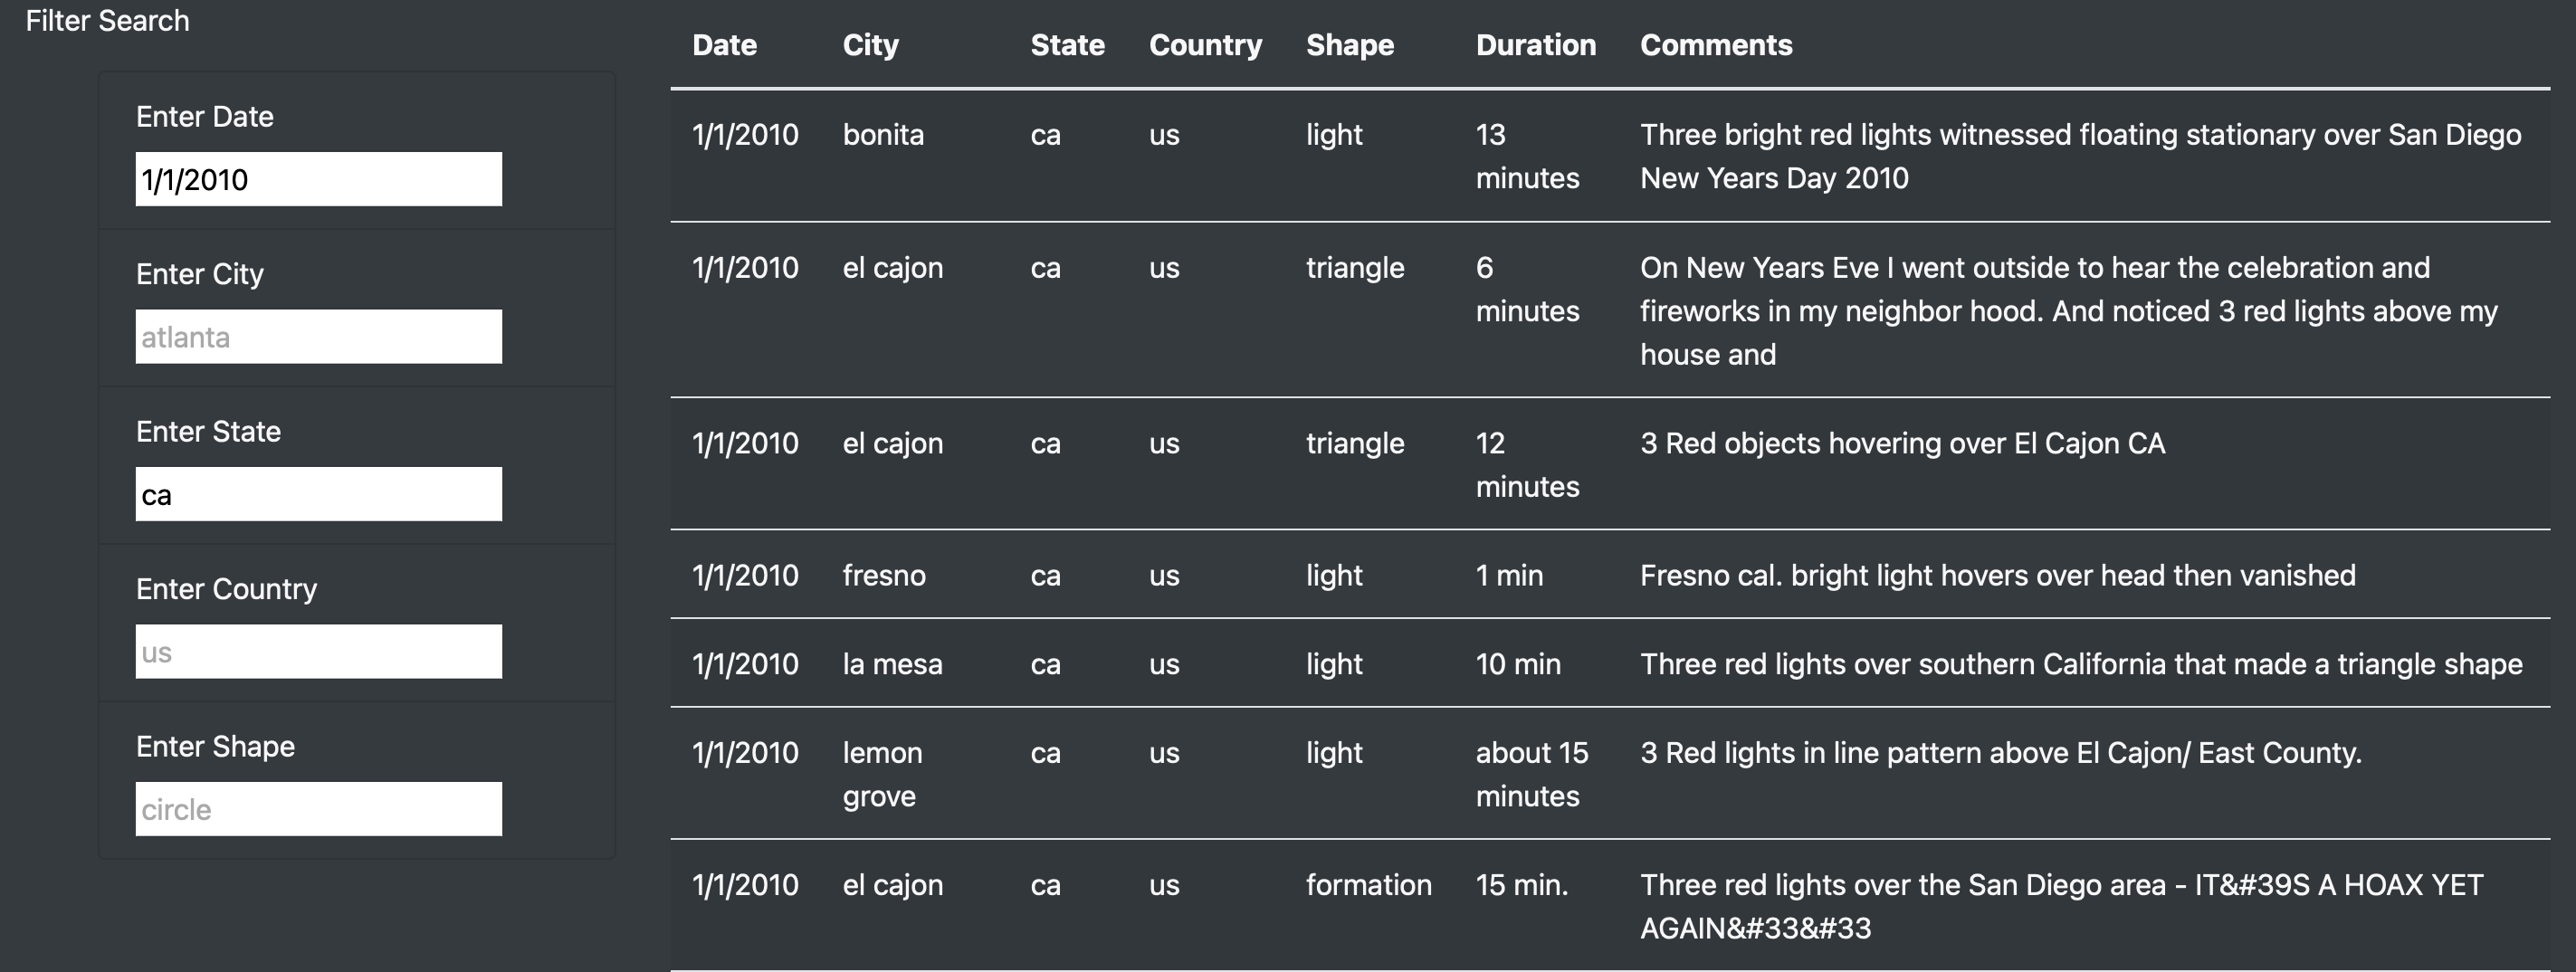 Filter Search
Enter Date
1/1/2010
Enter City
atlanta
Enter State
ca
Enter Country
us
Enter Shape
circle
Date City State Country Shape Duration Comments
1/1/2010 bonita ca us light 13 minutes Three bright red lights witnessed floating stationary over San Diego
New Years Day 2010
1/1/2010 el cajon ca us triangle 6 minutes On New Years Eve I went outside to hear the celebration and
fireworks in my neighbor hood. And noticed 3 red lights above my
house and
1/1/2010 el cajon ca us triangle 12 minutes 3 Red objects hovering over El Cajon CA
1/1/2010 fresno ca us light 1 min Fresno cal. bright light hovers over head then vanished
1/1/2010 la mesa ca us light 10 min Three red lights over southern California that made a triangle shape
1/1/2010 lemon grove ca us light about 15 minutes 3 Red lights in line pattern above El Cajon/ East County.
1/1/2010 el cajon ca us formation 15 min. Three red lights over the San Diego area - IT&#39S A HOAX YET
AGAIN&#33&#33